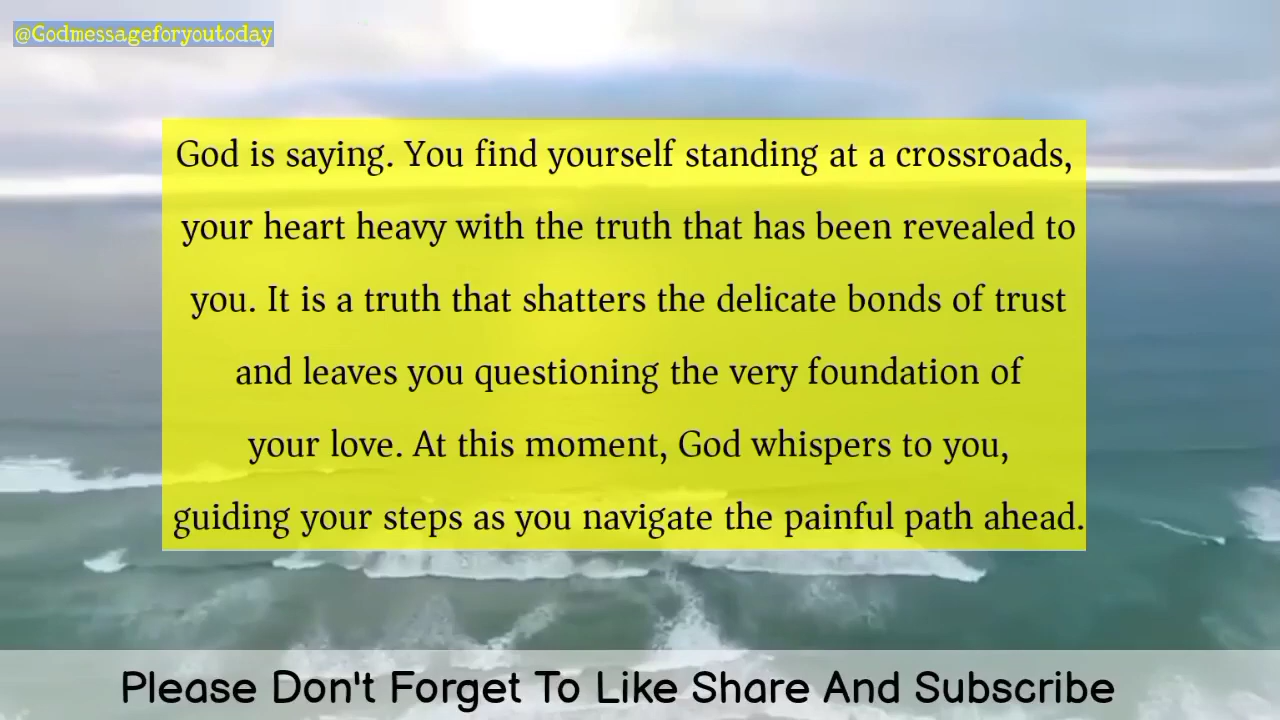 @Godmessageforyoutoday
God is saying. You find yourself standing at a crossroads,
your heart heavy with the truth that has been revealed to
you. It is a truth that shatters the delicate bonds of trust
and leaves you questioning the very foundation of
your love. At this moment, God whispers to you,
guiding your steps as you navigate the painful path ahead.
Please Don't Forget To Like Share And Subscribe